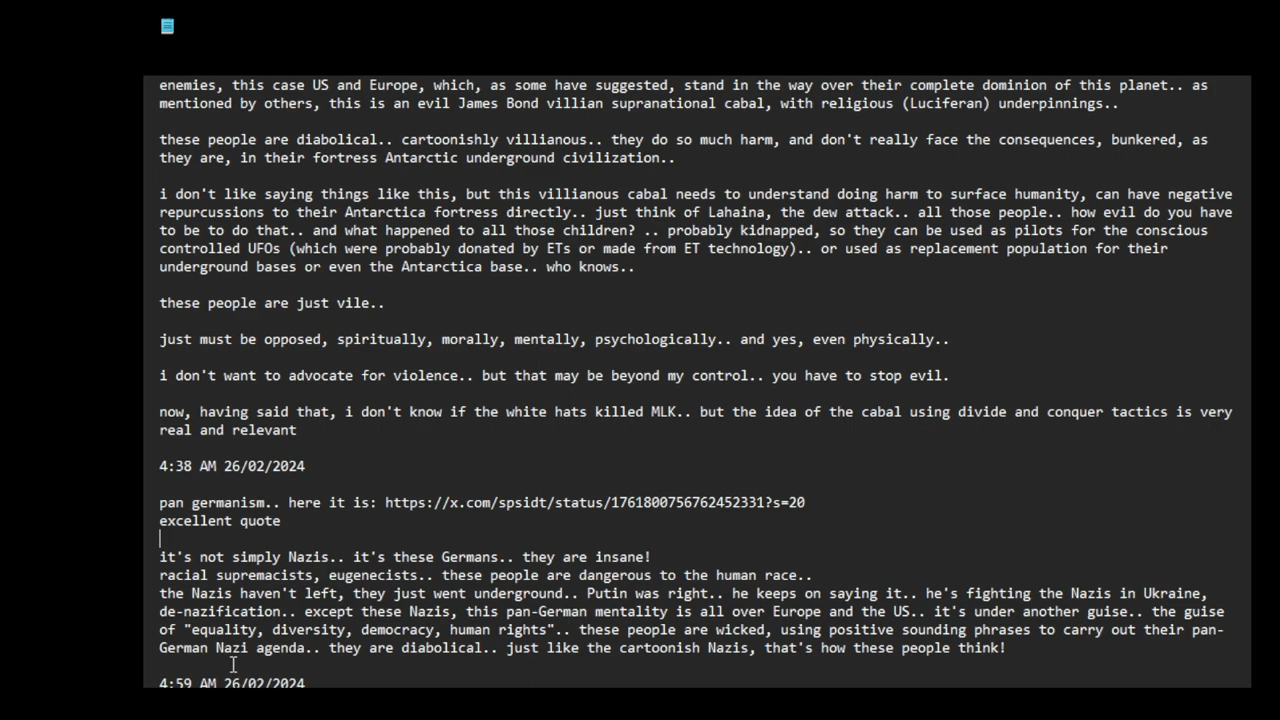 enemies, this case US and Europe, which, as some have suggested, stand in the way over their complete dominion of this planet.. as
mentioned by others, this is an evil James Bond villian supranational cabal, with religious (Luciferan) underpinnings..
these people are diabolical.. cartoonishly villianous.. they do so much harm, and don't really face the consequences, bunkered, as
they are, in their fortress Antarctic underground civilization..
i don't like saying things like this, but this villianous cabal needs to understand doing harm to surface humanity, can have negative
repurcussions to their Antarctica fortress directly.. just think of Lahaina, the dew attack.. all those people.. how evil do you have
to be to do that.. and what happened to all those children? .. probably kidnapped, so they can be used as pilots for the conscious
controlled UFOs (which were probably donated by ETs or made from ET technology).. or used as replacement population for their
underground bases or even the Antarctica base.. who knows..
these people are just vile..
just must be opposed, spiritually, morally, mentally, psychologically.. and yes, even physically..
i don't want to advocate for violence.. but that may be beyond my control.. you have to stop evil.
now, having said that, i don't know if the white hats killed MLK.. but the idea of the cabal using divide and conquer tactics is very
real and relevant
4:38 AM 26/02/2024
pan germanism.. here it is: https://x.com/spsidt/status/1761800756762452331?s=20
excellent quote
it's not simply Nazis.. it's these Germans.. they are insane!
racial supremacists, eugenecists.. these people are dangerous to the human race..
the Nazis haven't left, they just went underground.. Putin was right.. he keeps on saying it.. he's fighting the Nazis in Ukraine,
de-nazification.. except these Nazis, this pan-German mentality is all over Europe and the US.. it's under another guise.. the guise
of "equality, diversity, democracy, human rights".. these people are wicked, using positive sounding phrases to carry out their pan-
German Nazi agenda.. they are diabolical.. just like the cartoonish Nazis, that's how these people think!
4:59 AM 26/02/2024